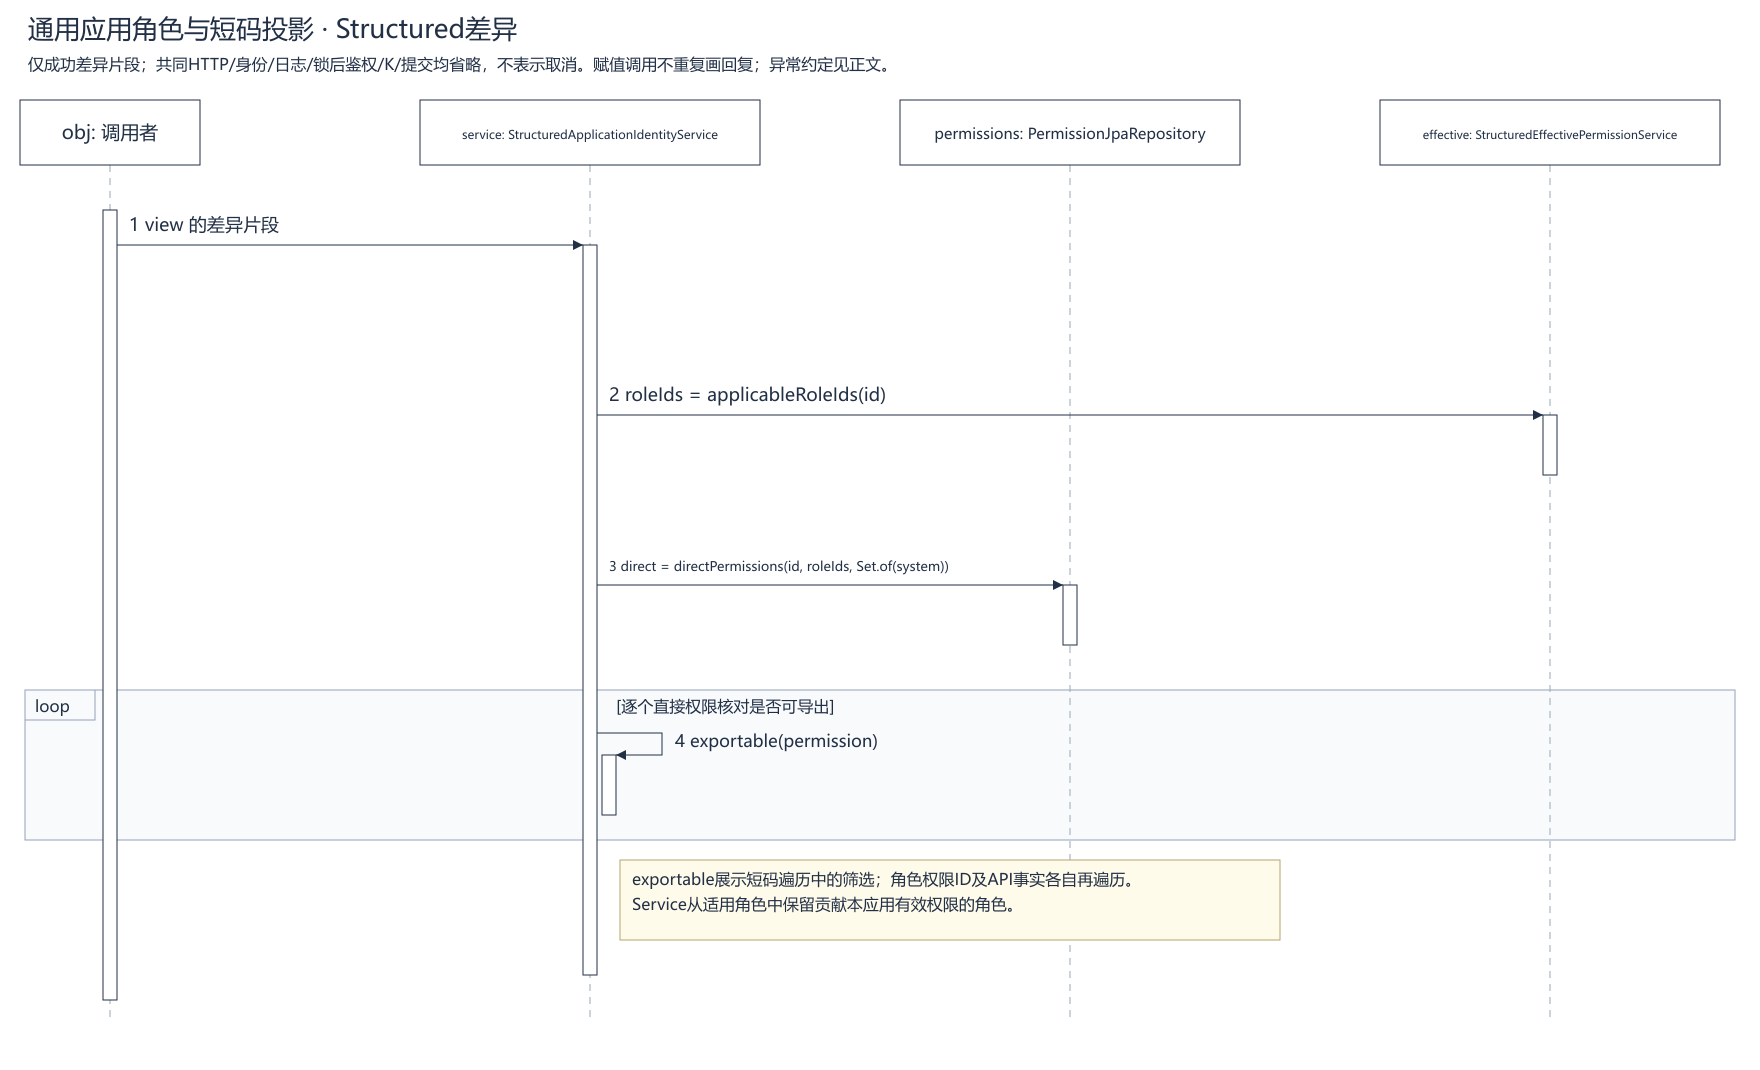 通用应用角色与短码投影 · Structured差异
仅成功差异片段；共同HTTP/身份/日志/锁后鉴权/K/提交均省略，不表示取消。赋值调用不重复画回复；异常约定见正文。
obj: 调用者
service: StructuredApplicationIdentityService
permissions: PermissionJpaRepository
effective: StructuredEffectivePermissionService
1 view 的差异片段
2 roleIds = applicableRoleIds(id)
3 direct = directPermissions(id, roleIds, Set.of(system))
loop
[逐个直接权限核对是否可导出]
4 exportable(permission)
exportable展示短码遍历中的筛选；角色权限ID及API事实各自再遍历。
Service从适用角色中保留贡献本应用有效权限的角色。